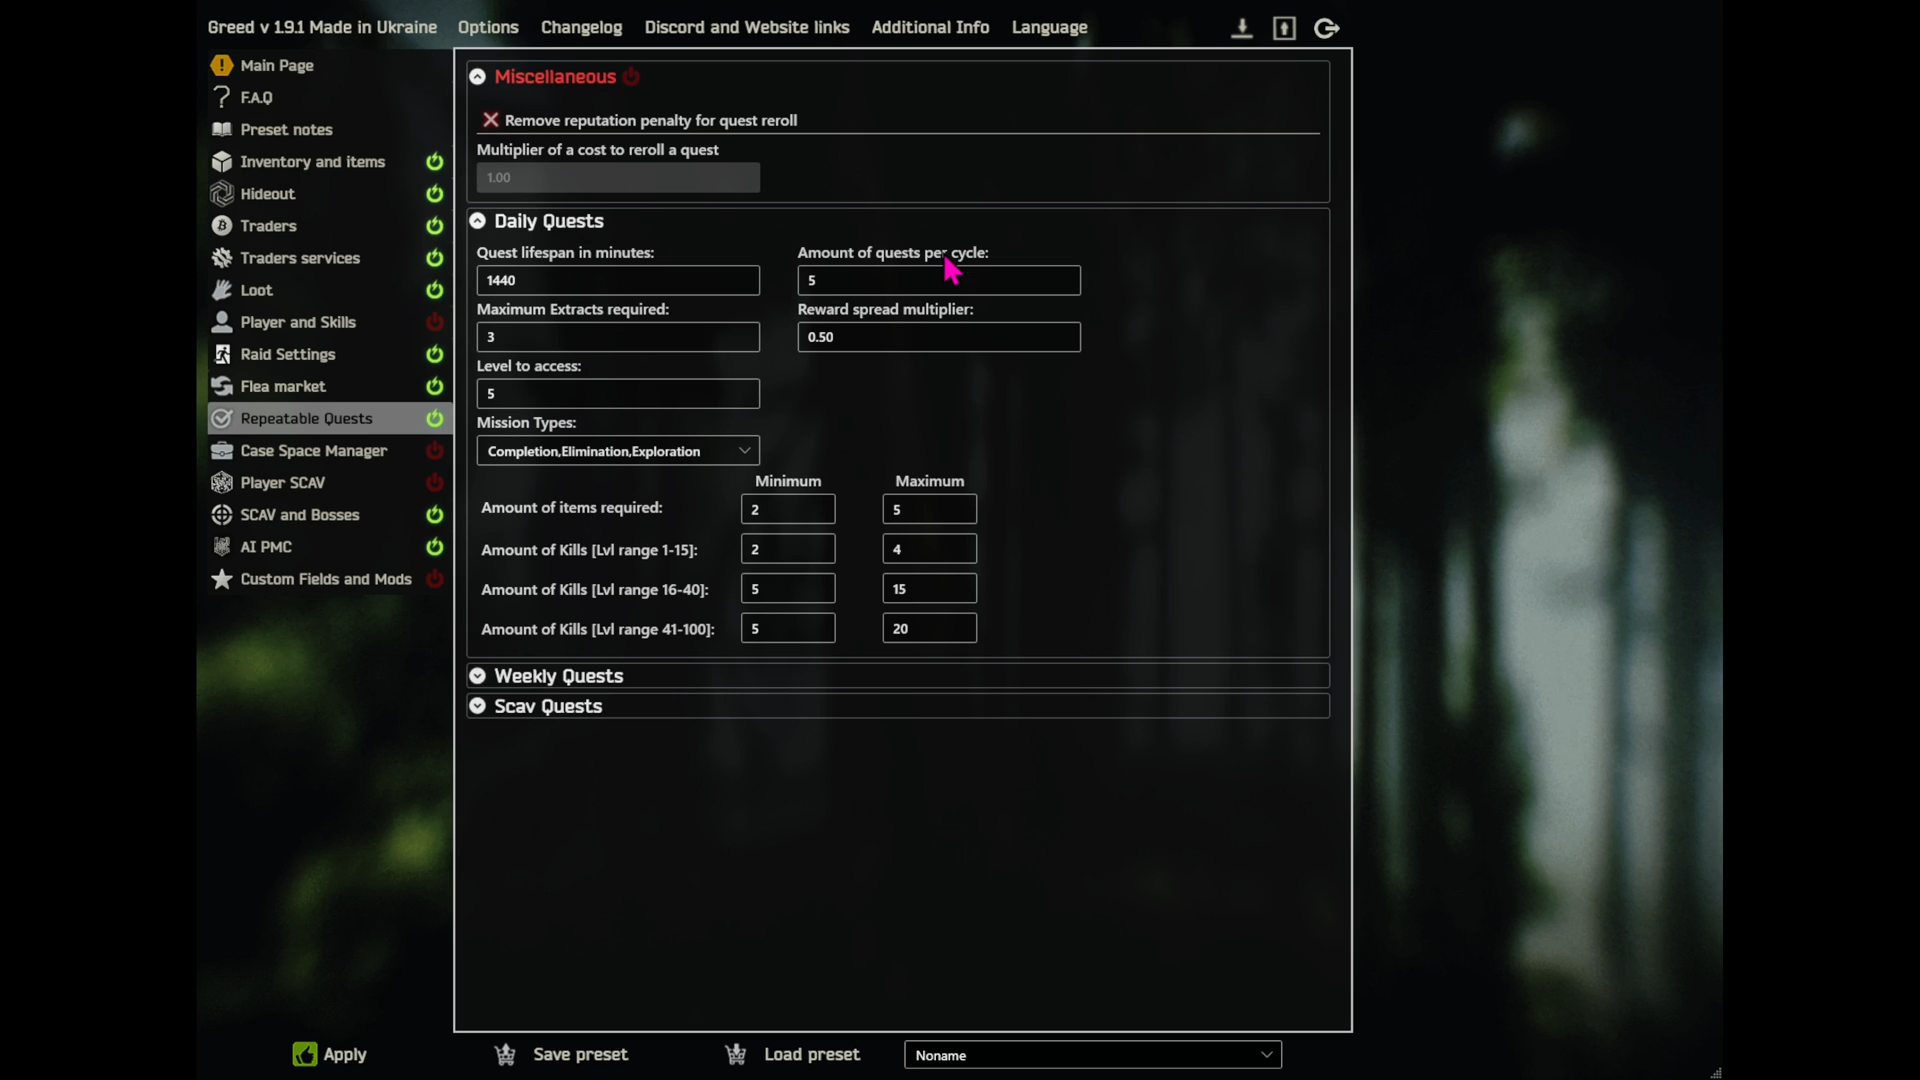 Greed v 1.9.1 Made in Ukraine Options Changelog Discord and Website links Additional Info Language
Main Page
F.A.Q
Preset notes
Inventory and items
Hideout
Traders
Traders services
Loot
Player and Skills
Raid Settings
Flea market
Repeatable Quests
Case Space Manager
Player SCAV
SCAV and Bosses
AI PMC
Custom Fields and Mods
Miscellaneous
Remove reputation penalty for quest reroll
Multiplier of a cost to reroll a quest
1.00
Daily Quests
Quest lifespan in minutes: Amount of quests per cycle:
1440 5
Maximum Extracts required: Reward spread multiplier:
3 0.50
Level to access:
5
Mission Types:
Completion,Elimination,Exploration
Minimum Maximum
Amount of items required: 2 5
Amount of Kills [Lvl range 1-15]: 2 4
Amount of Kills [Lvl range 16-40]: 5 15
Amount of Kills [Lvl range 41-100]: 5 20
Weekly Quests
Scav Quests
Apply Save preset Load preset Noname